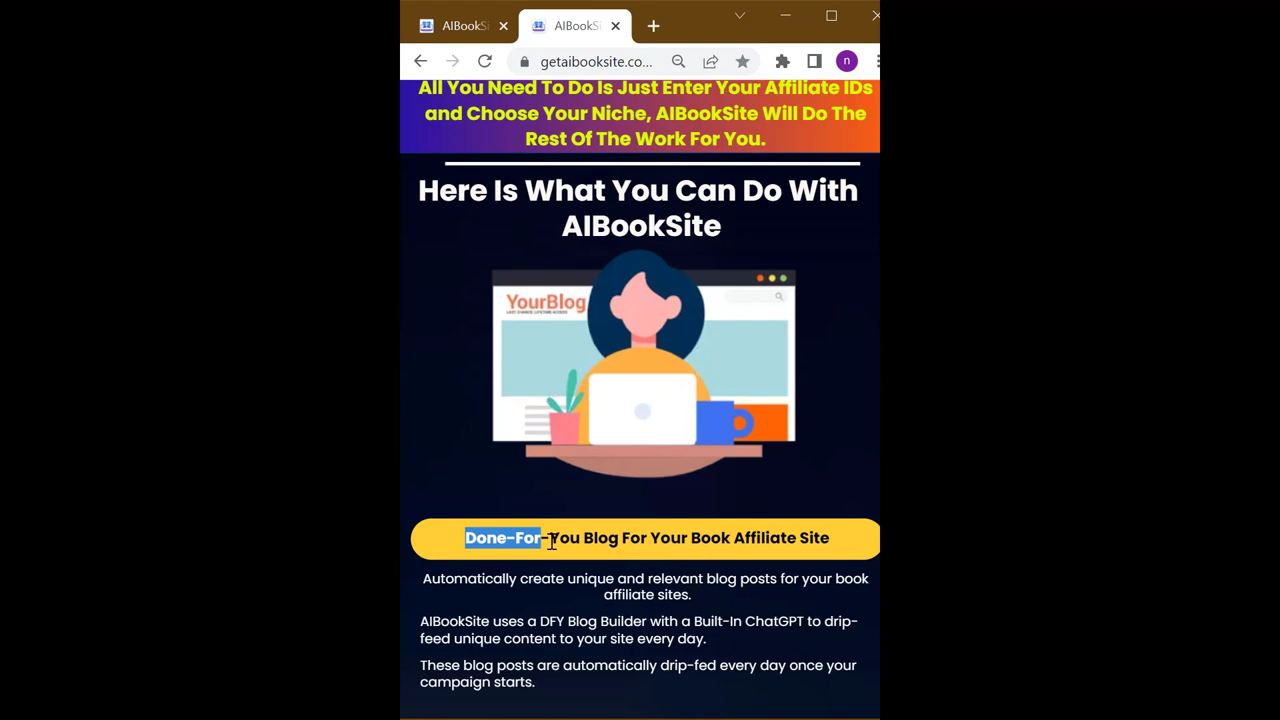 AIBookSi
AIBookSi
getaibooksite.co...
n
All You Need To Do Is Just Enter Your Affiliate IDs
and Choose Your Niche, AIBookSite Will Do The
Rest Of The Work For You.
Here Is What You Can Do With
AIBookSite
YourBlog
Done-For-You Blog For Your Book Affiliate Site
Automatically create unique and relevant blog posts for your book
affiliate sites.
AIBookSite uses a DFY Blog Builder with a Built-In ChatGPT to drip-
feed unique content to your site every day.
These blog posts are automatically drip-fed every day once your
campaign starts.